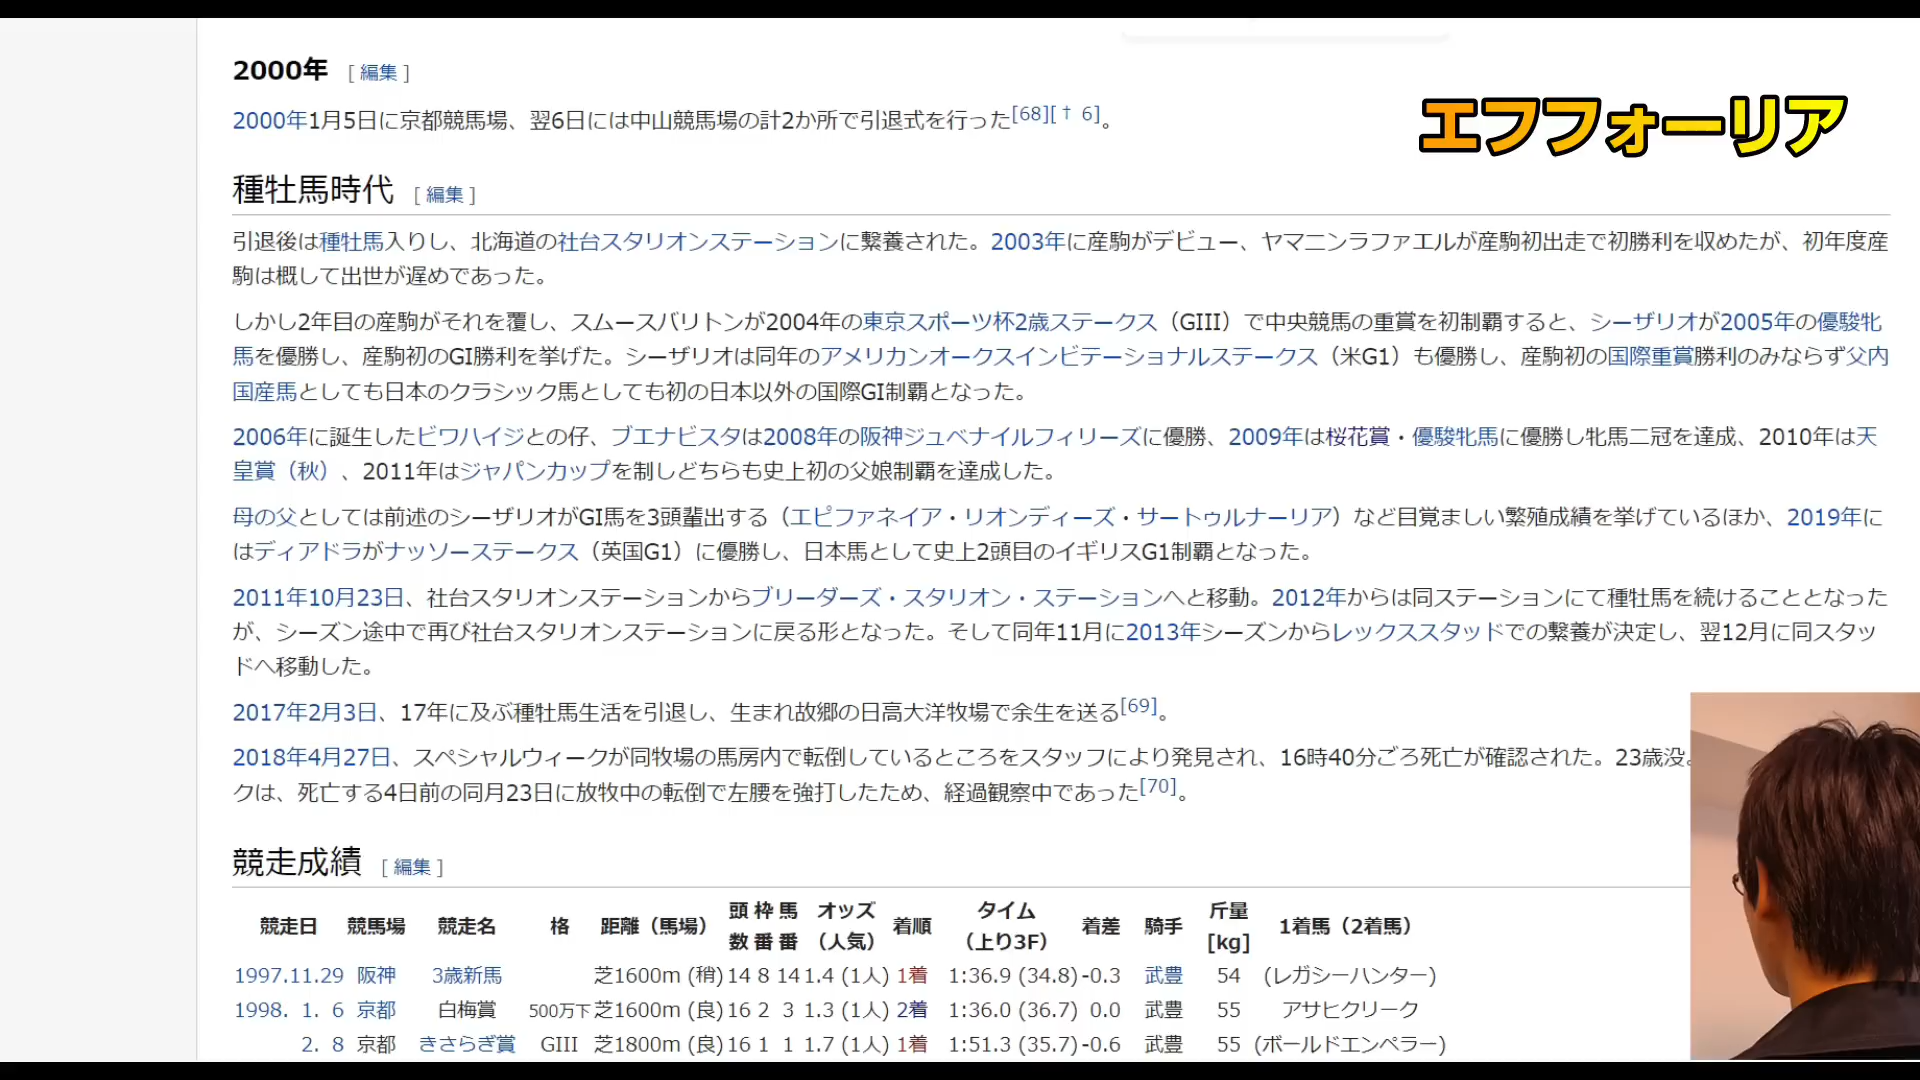 2000年 [ 編集 ]
2000年1月5日に京都競馬場、翌6日には中山競馬場の計2か所で引退式を行った[68][† 6]。
エフフォーリア
種牡馬時代 [ 編集 ]
引退後は種牡馬入りし、北海道の社台スタリオンステーションに繋養された。2003年に産駒がデビュー、ヤマニンラファエルが産駒初出走で初勝利を収めたが、初年度産
駒は概して出世が遅めであった。
しかし2年目の産駒がそれを覆し、スムースバリトンが2004年の東京スポーツ杯2歳ステークス（GIII）で中央競馬の重賞を初制覇すると、シーザリオが2005年の優駿牝
馬を優勝し、産駒初のGI勝利を挙げた。シーザリオは同年のアメリカンオークスインビテーショナルステークス（米G1）も優勝し、産駒初の国際重賞勝利のみならず父内
国産馬としても日本のクラシック馬としても初の日本以外の国際GI制覇となった。
2006年に誕生したビワハイジとの仔、ブエナビスタは2008年の阪神ジュベナイルフィリーズに優勝、2009年は桜花賞・優駿牝馬に優勝し牝馬二冠を達成、2010年は天
皇賞（秋）、2011年はジャパンカップを制しどちらも史上初の父娘制覇を達成した。
母の父としては前述のシーザリオがGI馬を3頭輩出する（エピファネイア・リオンディーズ・サートゥルナーリア）など目覚ましい繁殖成績を挙げているほか、2019年に
はディアドラがナッソーステークス（英国G1）に優勝し、日本馬として史上2頭目のイギリスG1制覇となった。
2011年10月23日、社台スタリオンステーションからブリーダーズ・スタリオン・ステーションへと移動。2012年からは同ステーションにて種牡馬を続けることとなった
が、シーズン途中で再び社台スタリオンステーションに戻る形となった。そして同年11月に2013年シーズンからレックススタッドでの繋養が決定し、翌12月に同スタッ
ドへ移動した。
2017年2月3日、17年に及ぶ種牡馬生活を引退し、生まれ故郷の日高大洋牧場で余生を送る[69]。
2018年4月27日、スペシャルウィークが同牧場の馬房内で転倒しているところをスタッフにより発見され、16時40分ごろ死亡が確認された。23歳没。
クは、死亡する4日前の同月23日に放牧中の転倒で左腰を強打したため、経過観察中であった[70]。
競走成績 [ 編集 ]
競走日 競馬場 競走名 格 距離（馬場） 頭数 枠番 馬番 オッズ（人気） 着順 タイム（上り3F） 着差 騎手 斤量[kg] 1着馬（2着馬）
1997.11.29 阪神 3歳新馬 芝1600m (稍) 14 8 14 1.4 (1人) 1着 1:36.9 (34.8) -0.3 武豊 54 (レガシーハンター)
1998. 1. 6 京都 白梅賞 500万下 芝1600m (良) 16 2 3 1.3 (1人) 2着 1:36.0 (36.7) 0.0 武豊 55 アサヒクリーク
2. 8 京都 きさらぎ賞 GIII 芝1800m (良) 16 1 1 1.7 (1人) 1着 1:51.3 (35.7) -0.6 武豊 55 (ボールドエンペラー)